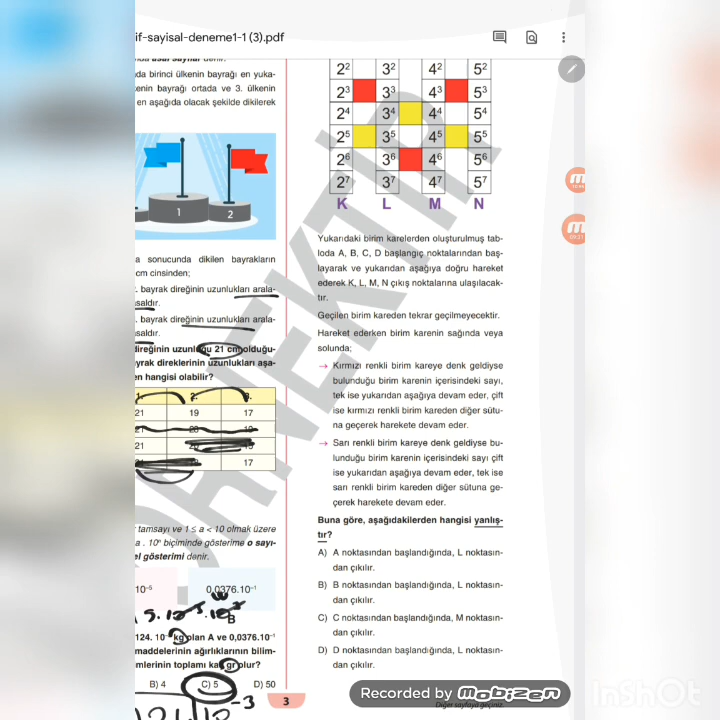 if-sayisal-deneme1-1 (3).pdf
da birinci ülkenin bayrağı en yuka-
enin bayrağı ortada ve 3. ülkenin
en aşağıda olacak şekilde dikilerek
1
2
a sonucunda dikilen bayrakların
cm cinsinden;
. bayrak direğinin uzunlukları arala-
saldır.
. bayrak direğinin uzunlukları arala-
saldır.
direğinin uzunluğu 21 cm olduğu-
yrak direklerinin uzunlukları aşa-
n hangisi olabilir?
1. 2. 3.
21 19 17
21
21
17
tamsayı ve 1 ≤ a < 10 olmak üzere
a . 10ⁿ biçiminde gösterime o sayı-
el gösterimi denir.
10⁻⁵ 0,0376.10⁻¹
B
124. 10 kg olan A ve 0,0376.10⁻¹
maddelerinin ağırlıklarının bilim-
mlerinin toplamı kaç gr olur?
B) 4 C) 5 D) 50
2² 3² 4² 5²
2³ 3³ 4³ 5³
2⁴ 3⁴ 4⁴ 5⁴
2⁵ 3⁵ 4⁵ 5⁵
2⁶ 3⁶ 4⁶ 5⁶
2⁷ 3⁷ 4⁷ 5⁷
K L M N
Yukarıdaki birim karelerden oluşturulmuş tab-
loda A, B, C, D başlangıç noktalarından baş-
layarak ve yukarıdan aşağıya doğru hareket
ederek K, L, M, N çıkış noktalarına ulaşılacak-
tır.
Geçilen birim kareden tekrar geçilmeyecektir.
Hareket ederken birim karenin sağında veya
solunda;
→ Kırmızı renkli birim kareye denk geldiyse
bulunduğu birim karenin içerisindeki sayı,
tek ise yukarıdan aşağıya devam eder, çift
ise kırmızı renkli birim kareden diğer sütu-
na geçerek harekete devam eder.
→ Sarı renkli birim kareye denk geldiyse bu-
lunduğu birim karenin içerisindeki sayı çift
ise yukarıdan aşağıya devam eder, tek ise
sarı renkli birim kareden diğer sütuna ge-
çerek harekete devam eder.
Buna göre, aşağıdakilerden hangisi yanlış-
tır?
A) A noktasından başlandığında, L noktasın-
dan çıkılır.
B) B noktasından başlandığında, L noktasın-
dan çıkılır.
C) C noktasından başlandığında, M noktasın-
dan çıkılır.
D) D noktasından başlandığında, L noktasın-
dan çıkılır.
3
Diğer sayfaya geçiniz.
Recorded by Mobizen
InShOt